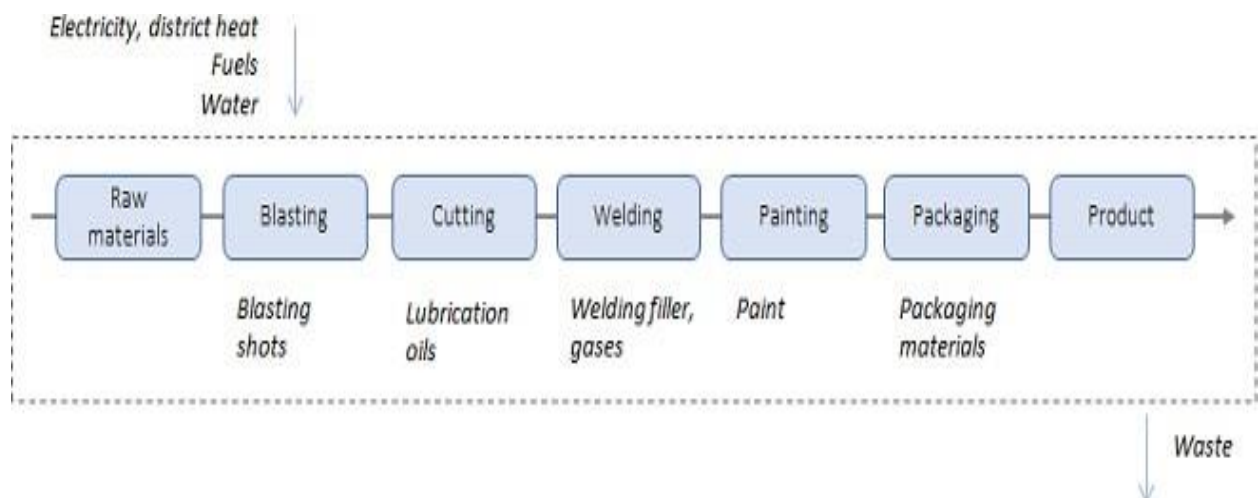 Electricity, district heat
Fuels
Water
Raw
materials
Blasting
Cutting
Welding
Painting
Packaging
Product
Blasting
shots
Lubrication
oils
Welding filler,
gases
Paint
Packaging
materials
Waste